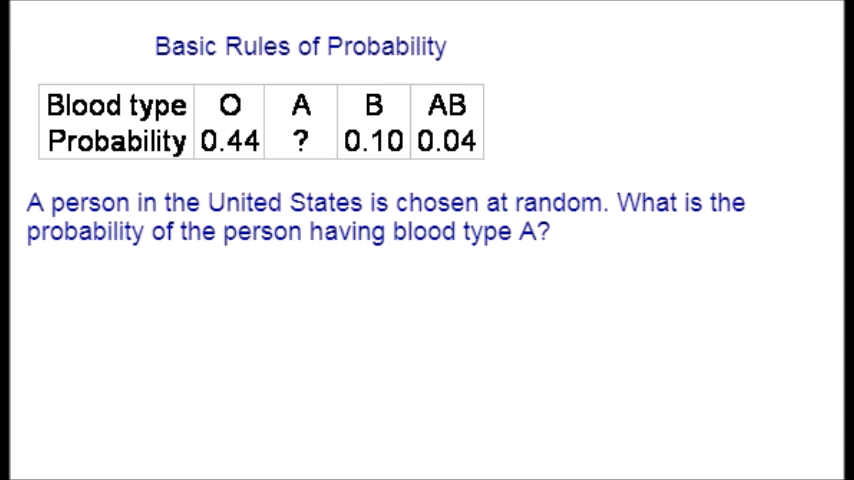 Basic Rules of Probability
Blood type O A B AB
Probability 0.44 ? 0.10 0.04
A person in the United States is chosen at random. What is the
probability of the person having blood type A?